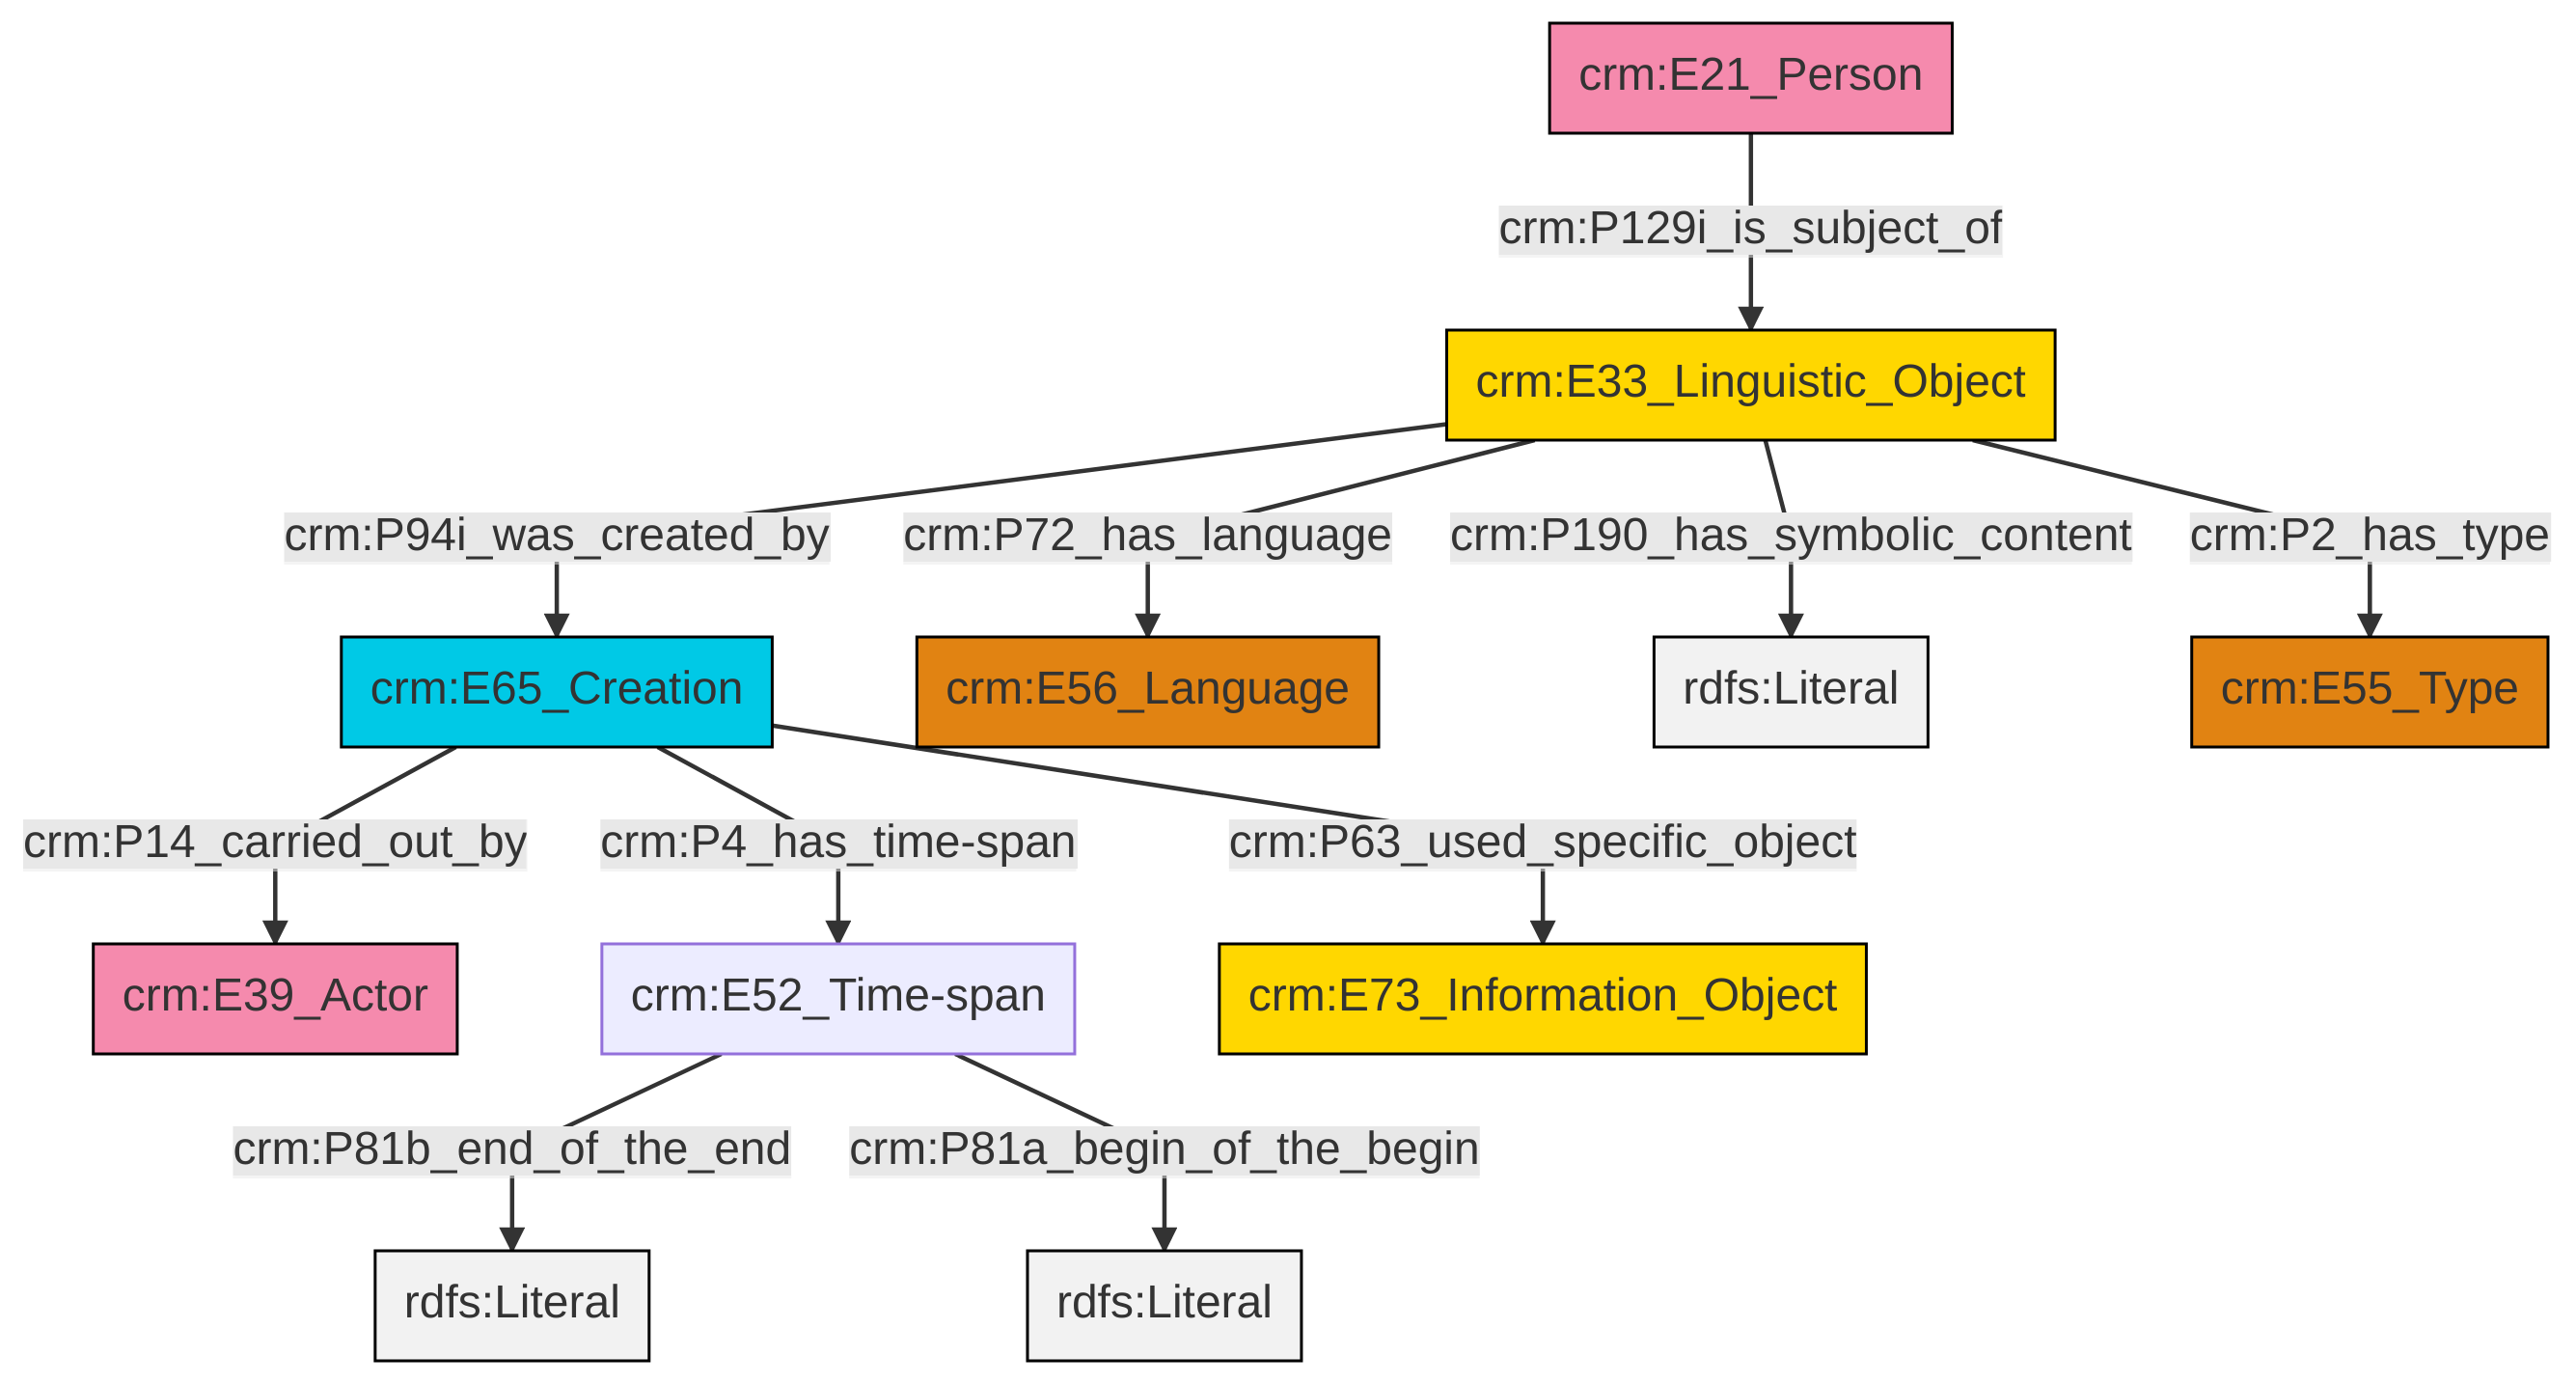 crm:E21_Person
crm:P129i_is_subject_of
crm:E33_Linguistic_Object
crm:P94i_was_created_by
crm:P72_has_language
crm:P190_has_symbolic_content
crm:P2_has_type
crm:E65_Creation
crm:E56_Language
rdfs:Literal
crm:E55_Type
crm:P14_carried_out_by
crm:P4_has_time-span
crm:P63_used_specific_object
crm:E39_Actor
crm:E52_Time-span
crm:E73_Information_Object
crm:P81b_end_of_the_end
crm:P81a_begin_of_the_begin
rdfs:Literal
rdfs:Literal